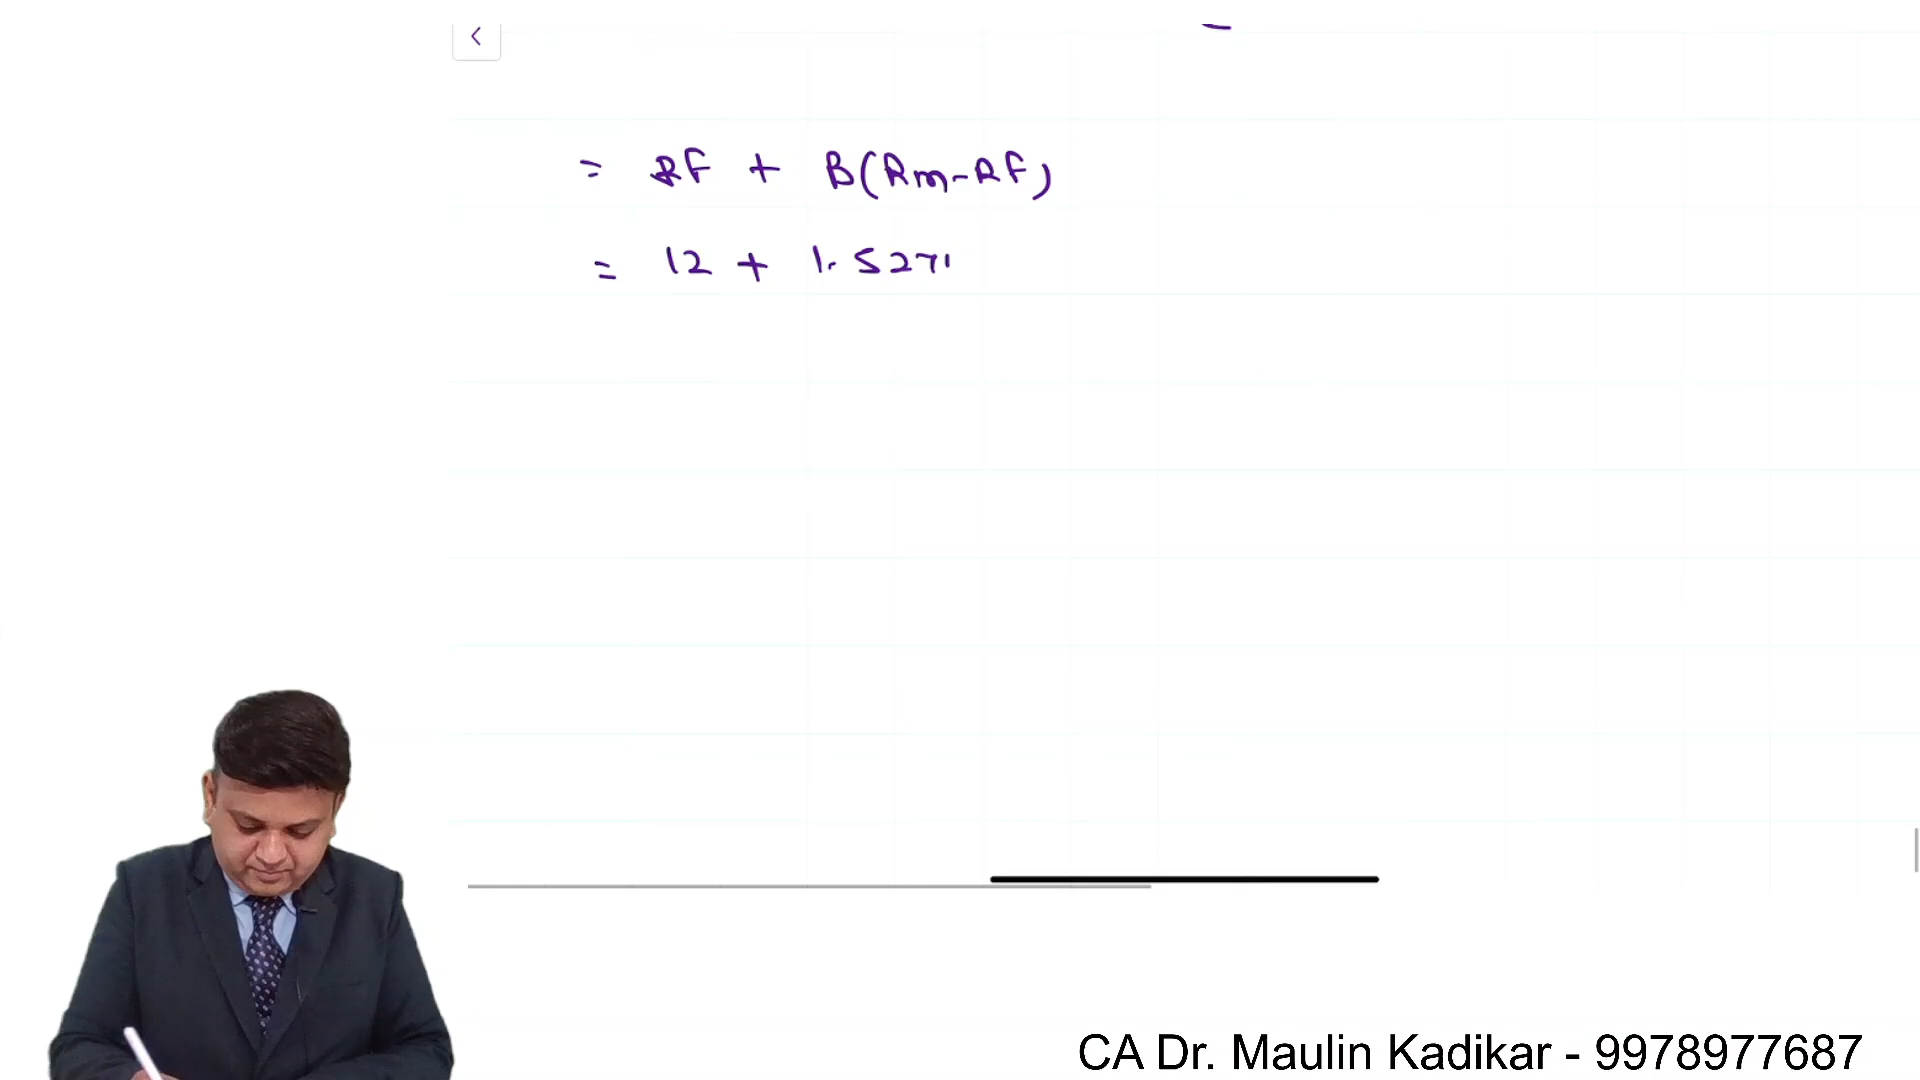 = RF + B(Rm-RF)
= 12 + 1.5271
CA Dr. Maulin Kadikar - 9978977687